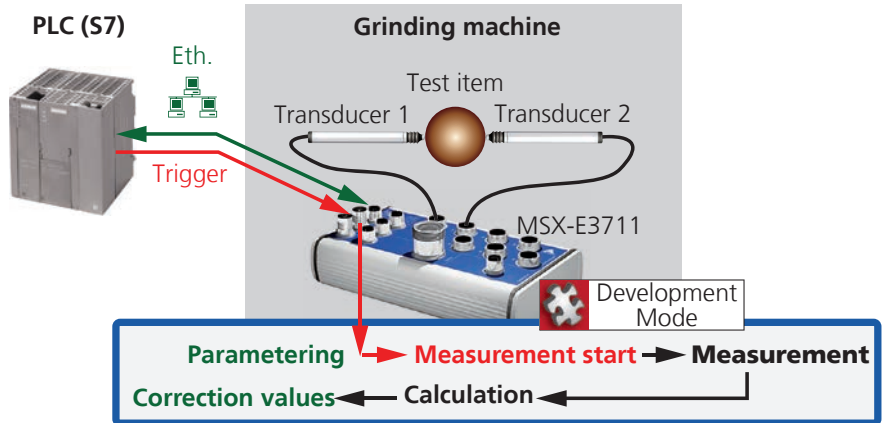 PLC (S7)
Grinding machine
Eth.
Test item
Transducer 1
Transducer 2
Trigger
MSX-E3711
Development
Mode
Parametering
Measurement start
Measurement
Correction values
Calculation